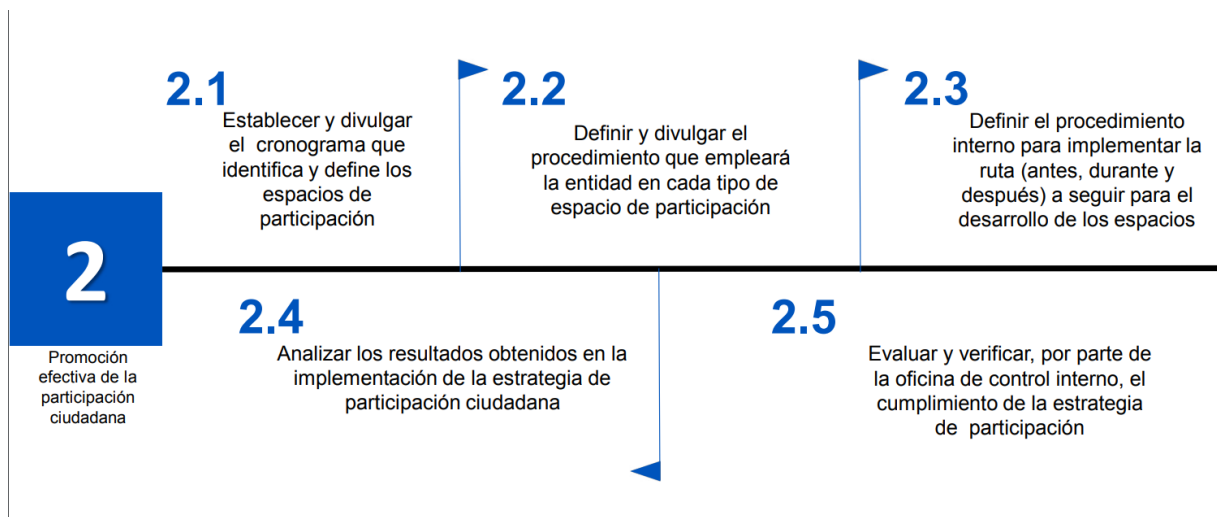 2
Promoción
efectiva de la
participación
ciudadana
2.1
Establecer y divulgar
el cronograma que
identifica y define los
espacios de
participación
2.2
Definir y divulgar el
procedimiento que empleará
la entidad en cada tipo de
espacio de participación
2.3
Definir el procedimiento
interno para implementar la
ruta (antes, durante y
después) a seguir para el
desarrollo de los espacios
2.4
Analizar los resultados obtenidos en la
implementación de la estrategia de
participación ciudadana
2.5
Evaluar y verificar, por parte de
la oficina de control interno, el
cumplimiento de la estrategia
de participación